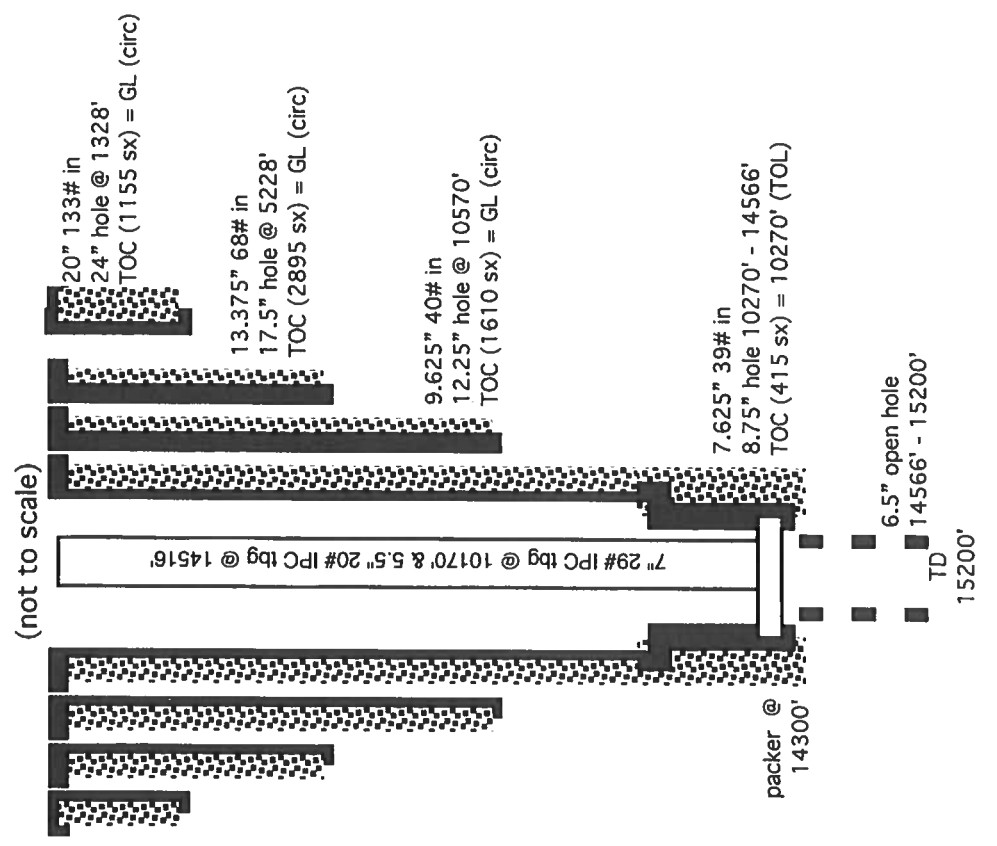 (not to scale)
20" 133# in
24" hole @ 1328'
TOC (1155 sx) = GL (circ)
13.375" 68# in
17.5" hole @ 5228'
TOC (2895 sx) = GL (circ)
9.625" 40# in
12.25" hole @ 10570'
TOC (1610 sx) = GL (circ)
7" 29# IPC tbg @ 10170' & 5.5" 20# IPC tbg @ 14516'
7.625" 39# in
8.75" hole 10270' - 14566'
TOC (415 sx) = 10270' (TOL)
packer @
14300'
6.5" open hole
14566' - 15200'
TD
15200'